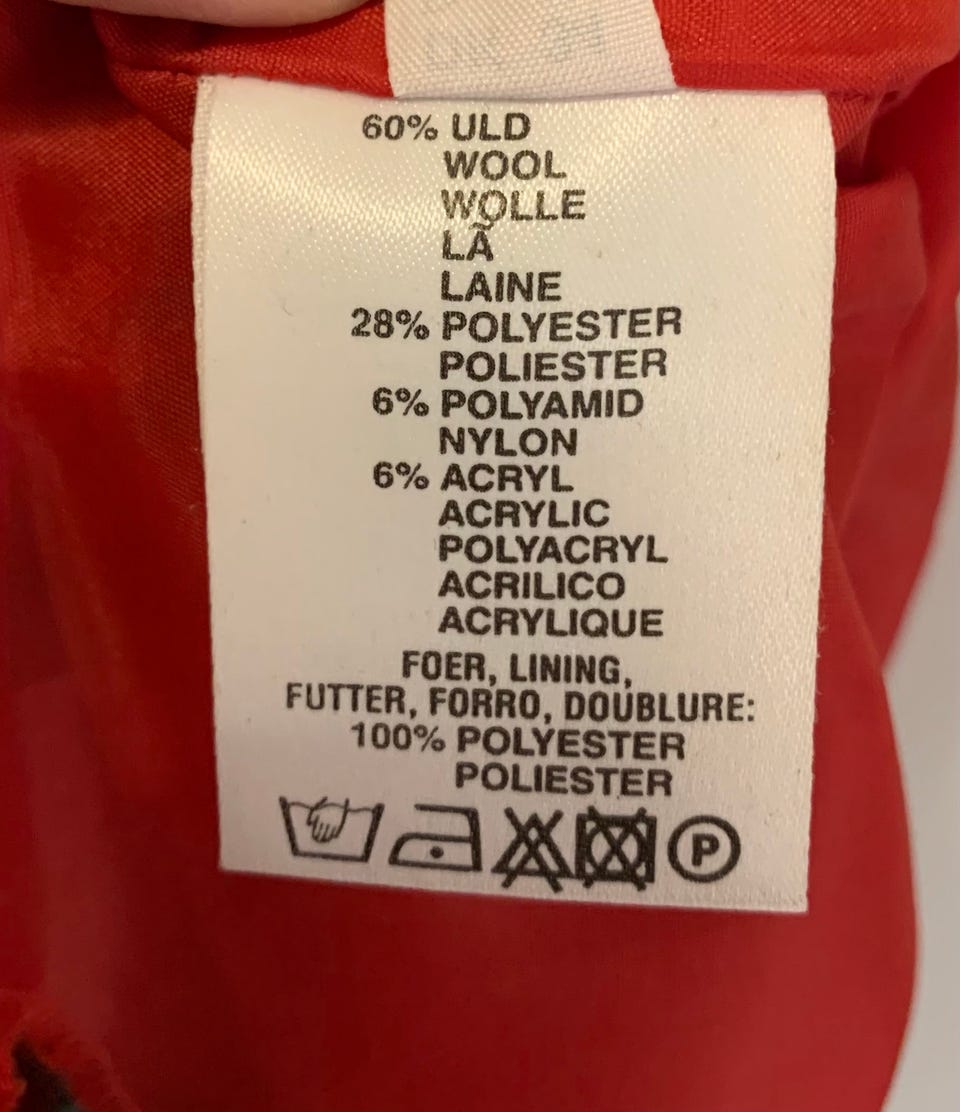 60% ULD
WOOL
WOLLE
LÃ
LAINE
28% POLYESTER
POLIESTER
6% POLYAMID
NYLON
6% ACRYL
ACRYLIC
POLYACRYL
ACRILICO
ACRYLIQUE
FOER, LINING,
FUTTER, FORRO, DOUBLURE:
100% POLYESTER
POLIESTER
P